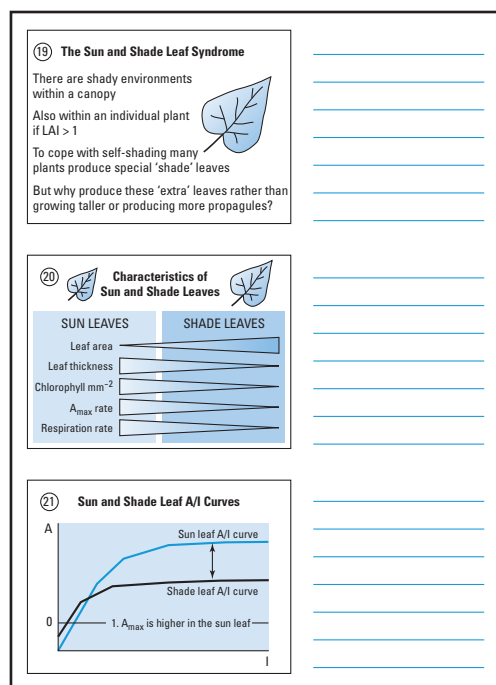 19 The Sun and Shade Leaf Syndrome
There are shady environments
within a canopy
Also within an individual plant
if LAI > 1
To cope with self-shading many
plants produce special ‘shade’ leaves
But why produce these ‘extra’ leaves rather than
growing taller or producing more propagules?
20 Characteristics of
Sun and Shade Leaves
SUN LEAVES SHADE LEAVES
Leaf area
Leaf thickness
Chlorophyll mm⁻²
Aₘₐₓ rate
Respiration rate
21 Sun and Shade Leaf A/I Curves
A
Sun leaf A/I curve
Shade leaf A/I curve
0 1. Aₘₐₓ is higher in the sun leaf
I